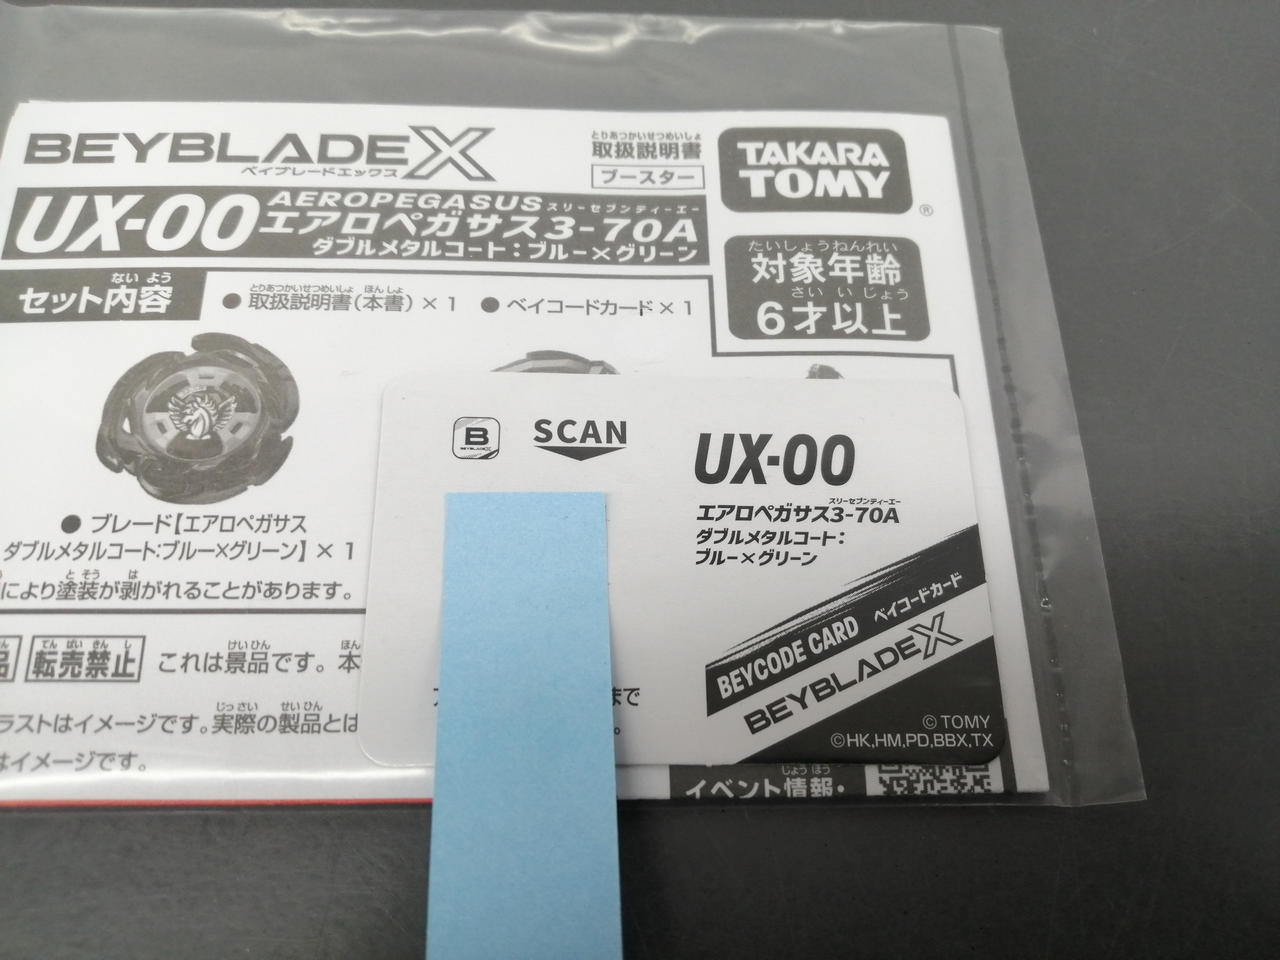 BEYBLADE X
ベイブレードエックス
とりあつかいせつめいしょ
取扱説明書
ブースター
TAKARA
TOMY
®
UX-00
AEROPEGASUS
スリーセブンティーエー
エアロペガサス3-70A
ダブルメタルコート:ブルー×グリーン
たいしょうねんれい
対象年齢
さい いじょう
6才以上
ない よう
セット内容
とりあつかいせつめいしょ ほんしょ
● 取扱説明書(本書)×1
● ベイコードカード×1
● ブレード【エアロペガサス
ダブルメタルコート:ブルー×グリーン】×1
とそう は
により塗装が剥がれることがあります。
てん ばい きん し
転売禁止
けいひん
これは景品です。本
ほん
じっさい せいひん
ラストはイメージです。実際の製品とは
はイメージです。
B
BEYBLADE X
SCAN
UX-00
スリーセブンティーエー
エアロペガサス3-70A
ダブルメタルコート:
ブルー×グリーン
BEYCODE CARD ベイコードカード
BEYBLADE X
まで
© TOMY
©HK,HM,PD,BBX,TX
じょうほう
イベント情報・